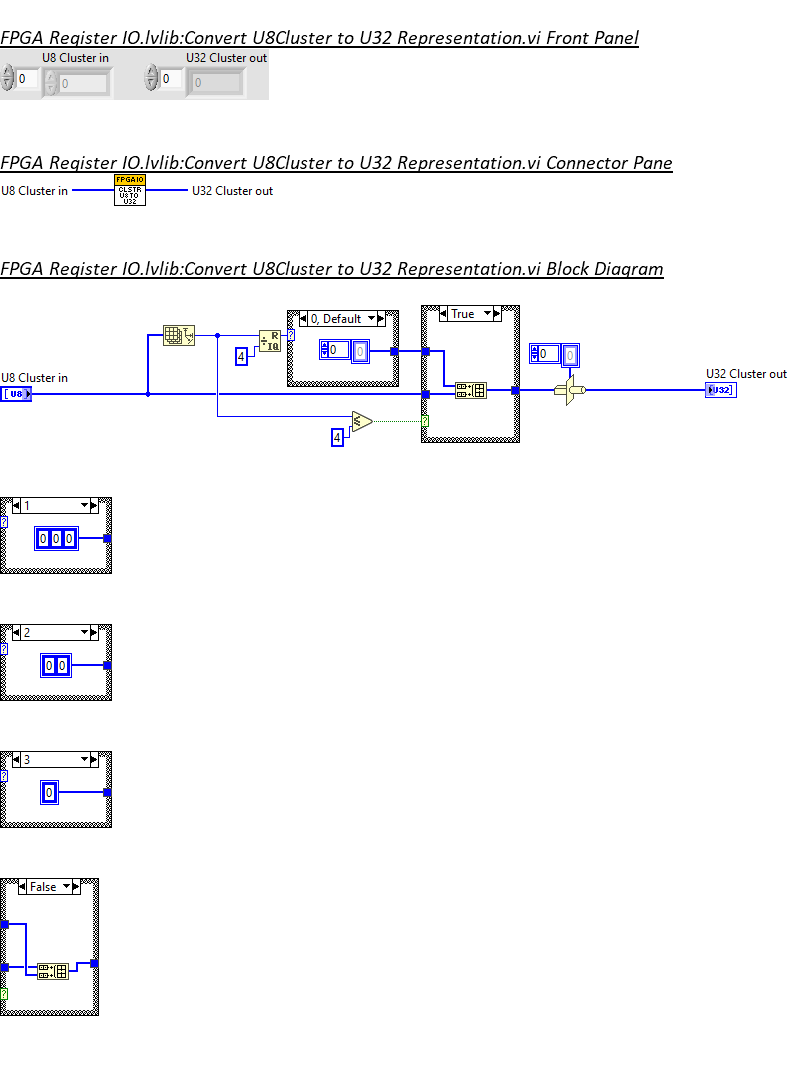 FPGA Register IO.lvlib:Convert U8Cluster to U32 Representation.vi Front Panel
U8 Cluster in U32 Cluster out
0 0 0 0
FPGA Register IO.lvlib:Convert U8Cluster to U32 Representation.vi Connector Pane
U8 Cluster in FPGA IO CLSTR U8 TO U32 U32 Cluster out
FPGA Register IO.lvlib:Convert U8Cluster to U32 Representation.vi Block Diagram
0, Default
True
R
IQ
?
4
0 0
0 0
U8 Cluster in
U8
U32 Cluster out
U32
?
4
1
?
0 0 0
2
?
0 0
3
?
0
False
?